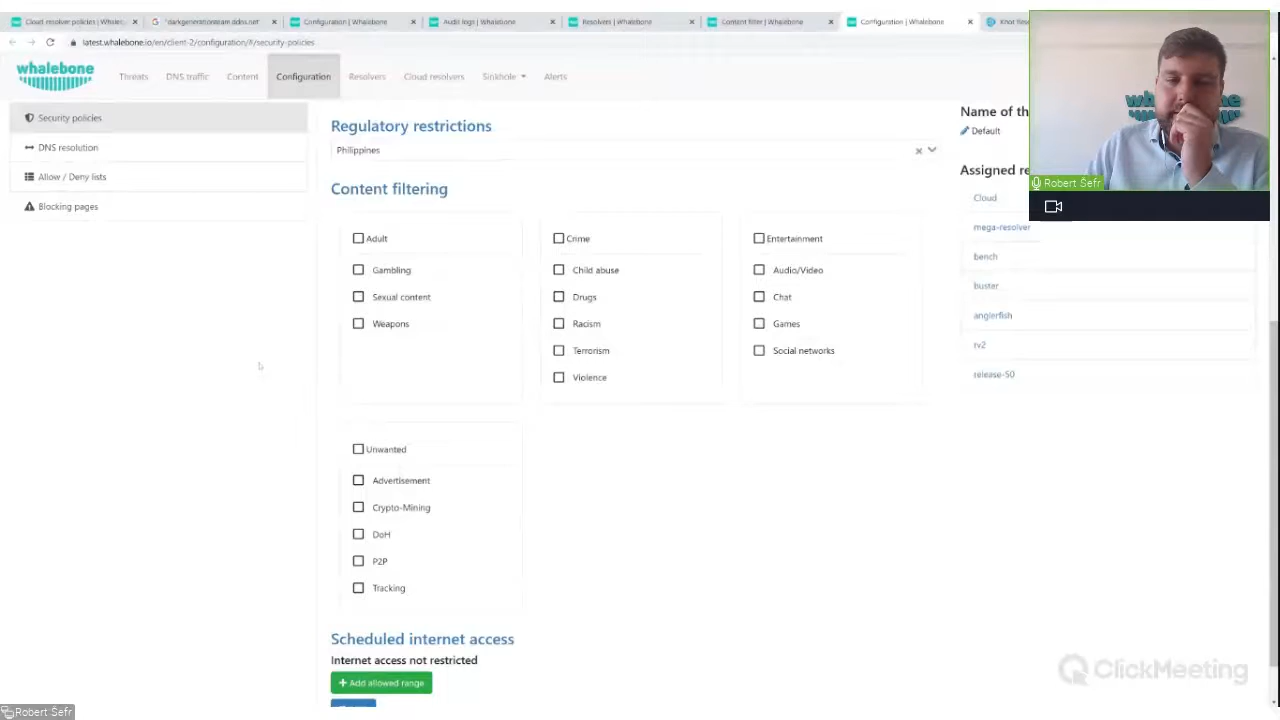 Cloud resolver policies | Whalel
"darkgenerationteam.ddns.net"
Configuration | Whalebone
Audit logs | Whalebone
Resolvers | Whalebone
Content filter | Whalebone
Configuration | Whalebone
Knot Res
latest.whalebone.io/en/client-2/configuration/#/security-policies
whalebone
Threats
DNS traffic
Content
Configuration
Resolvers
Cloud resolvers
Sinkhole
Alerts
Security policies
DNS resolution
Allow / Deny lists
Blocking pages
Regulatory restrictions
Philippines
Content filtering
Adult
Gambling
Sexual content
Weapons
Crime
Child abuse
Drugs
Racism
Terrorism
Violence
Entertainment
Audio/Video
Chat
Games
Social networks
Unwanted
Advertisement
Crypto-Mining
DoH
P2P
Tracking
Scheduled internet access
Internet access not restricted
+ Add allowed range
Name of th
Default
Assigned re
Cloud
mega-resolver
bench
buster
anglerfish
tv2
release-50
Robert Šefr
ClickMeeting
Robert Šefr